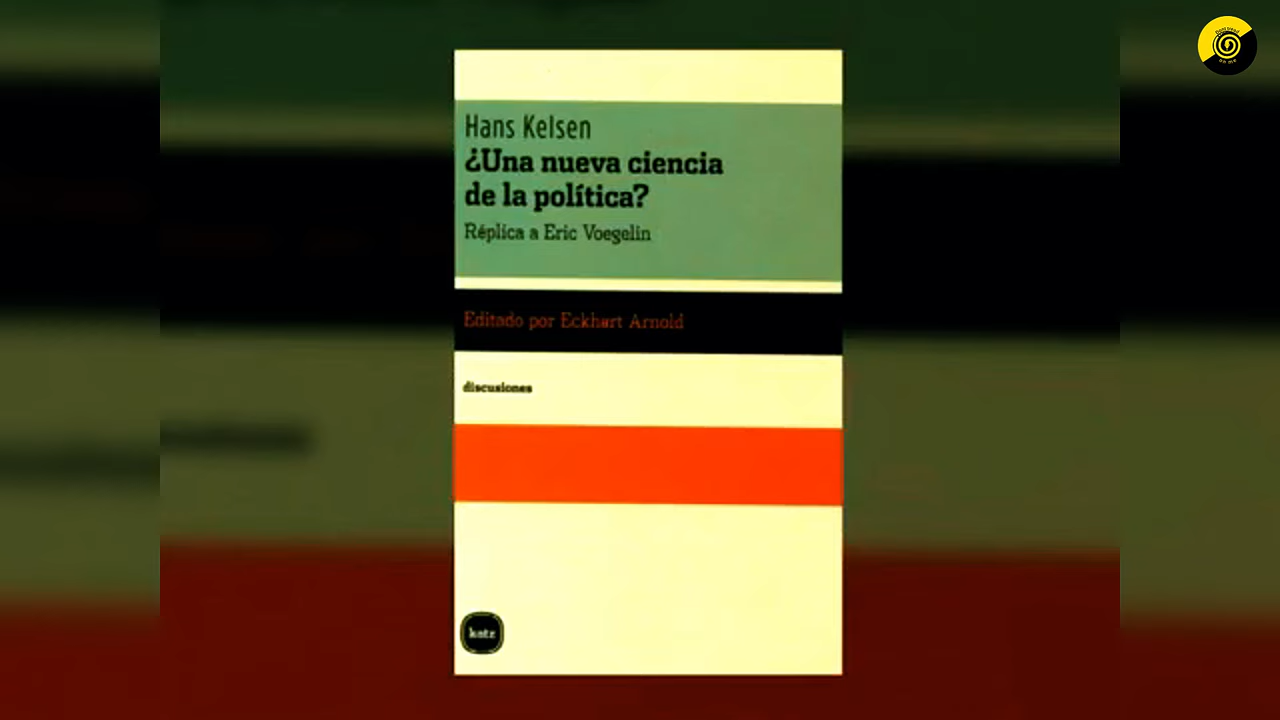 Hans Kelsen
¿Una nueva ciencia
de la política?
Réplica a Eric Voegelin
Editado por Eckhart Arnold
discusiones
katz